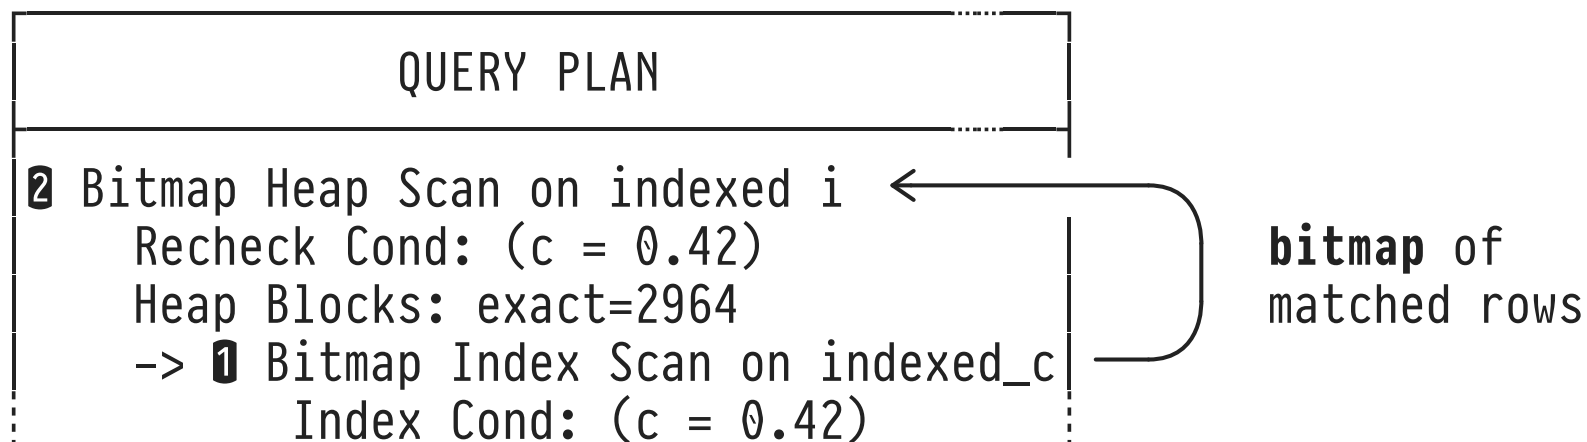 QUERY PLAN
2 Bitmap Heap Scan on indexed i
Recheck Cond: (c = 0.42)
Heap Blocks: exact=2964
-> 1 Bitmap Index Scan on indexed_c
Index Cond: (c = 0.42)
bitmap of
matched rows